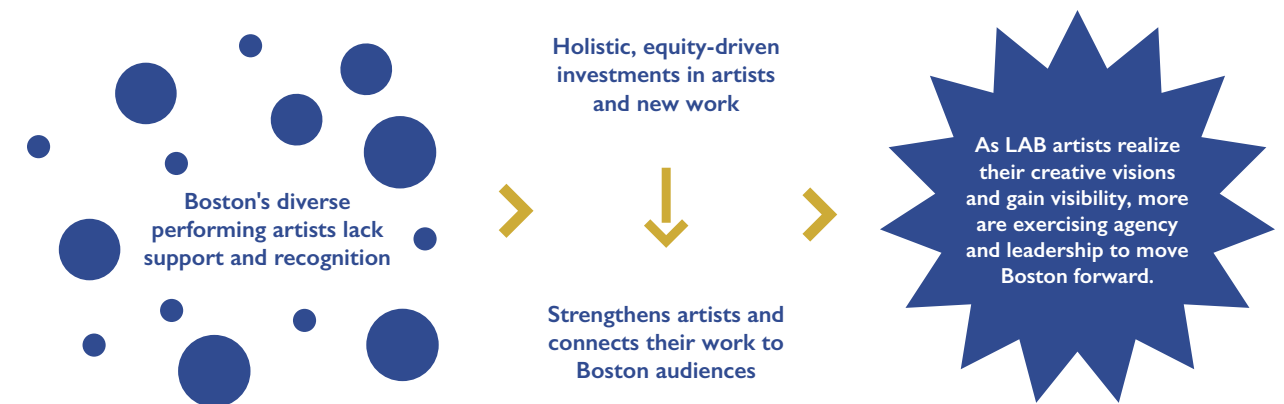 Boston's diverse
performing artists lack
support and recognition
Holistic, equity-driven
investments in artists
and new work
Strengthens artists and
connects their work to
Boston audiences
As LAB artists realize
their creative visions
and gain visibility, more
are exercising agency
and leadership to move
Boston forward.